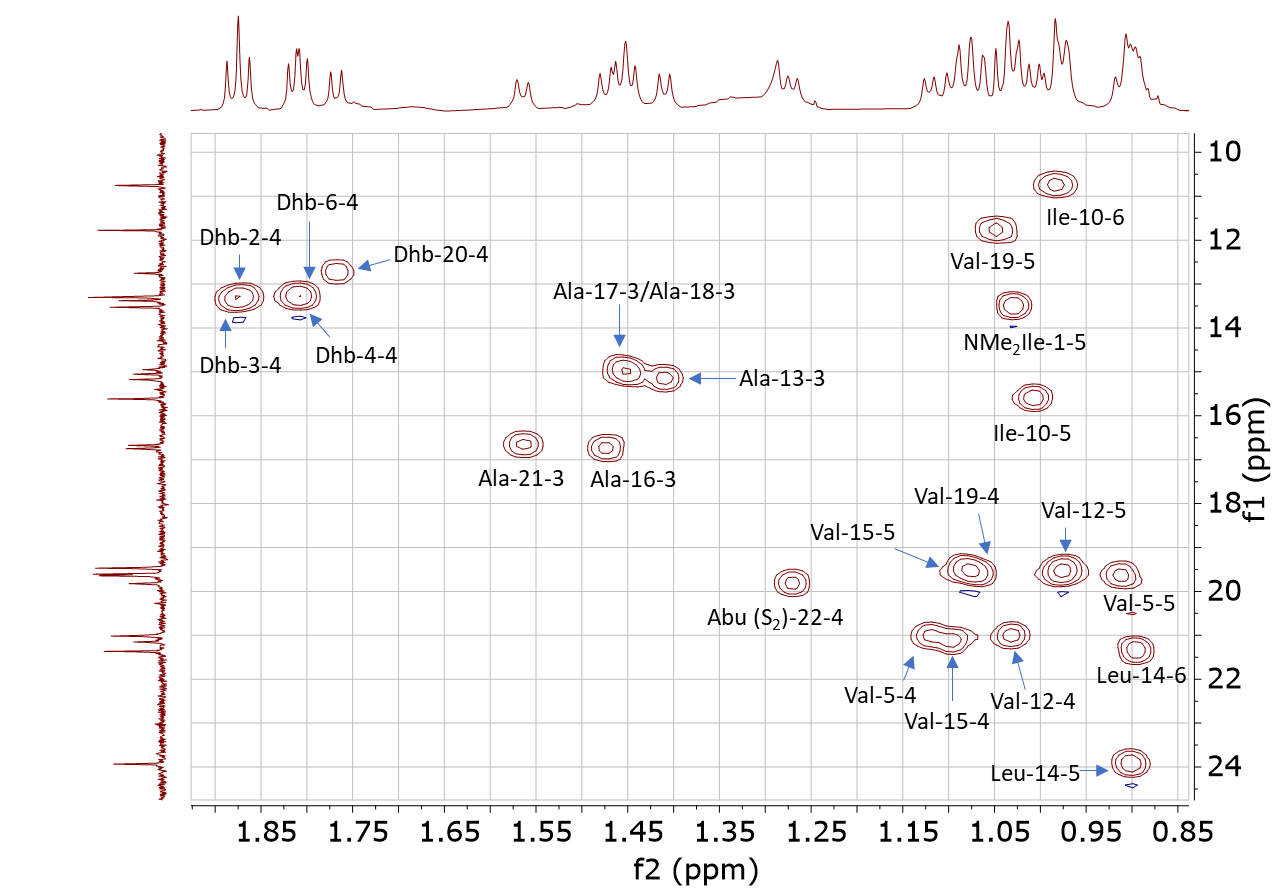 10
Ile-10-6
12
Val-19-5
Dhb-6-4
Dhb-2-4
Dhb-20-4
Ala-17-3/Ala-18-3
14
NMe₂Ile-1-5
Dhb-4-4
Dhb-3-4
Ala-13-3
16
Ile-10-5
Ala-21-3
Ala-16-3
18
Val-19-4
Val-12-5
Val-15-5
20
Val-5-5
Abu (S₂)-22-4
22
Leu-14-6
Val-5-4
Val-15-4
Val-12-4
24
Leu-14-5
f1 (ppm)
1.85 1.75 1.65 1.55 1.45 1.35 1.25 1.15 1.05 0.95 0.85
f2 (ppm)